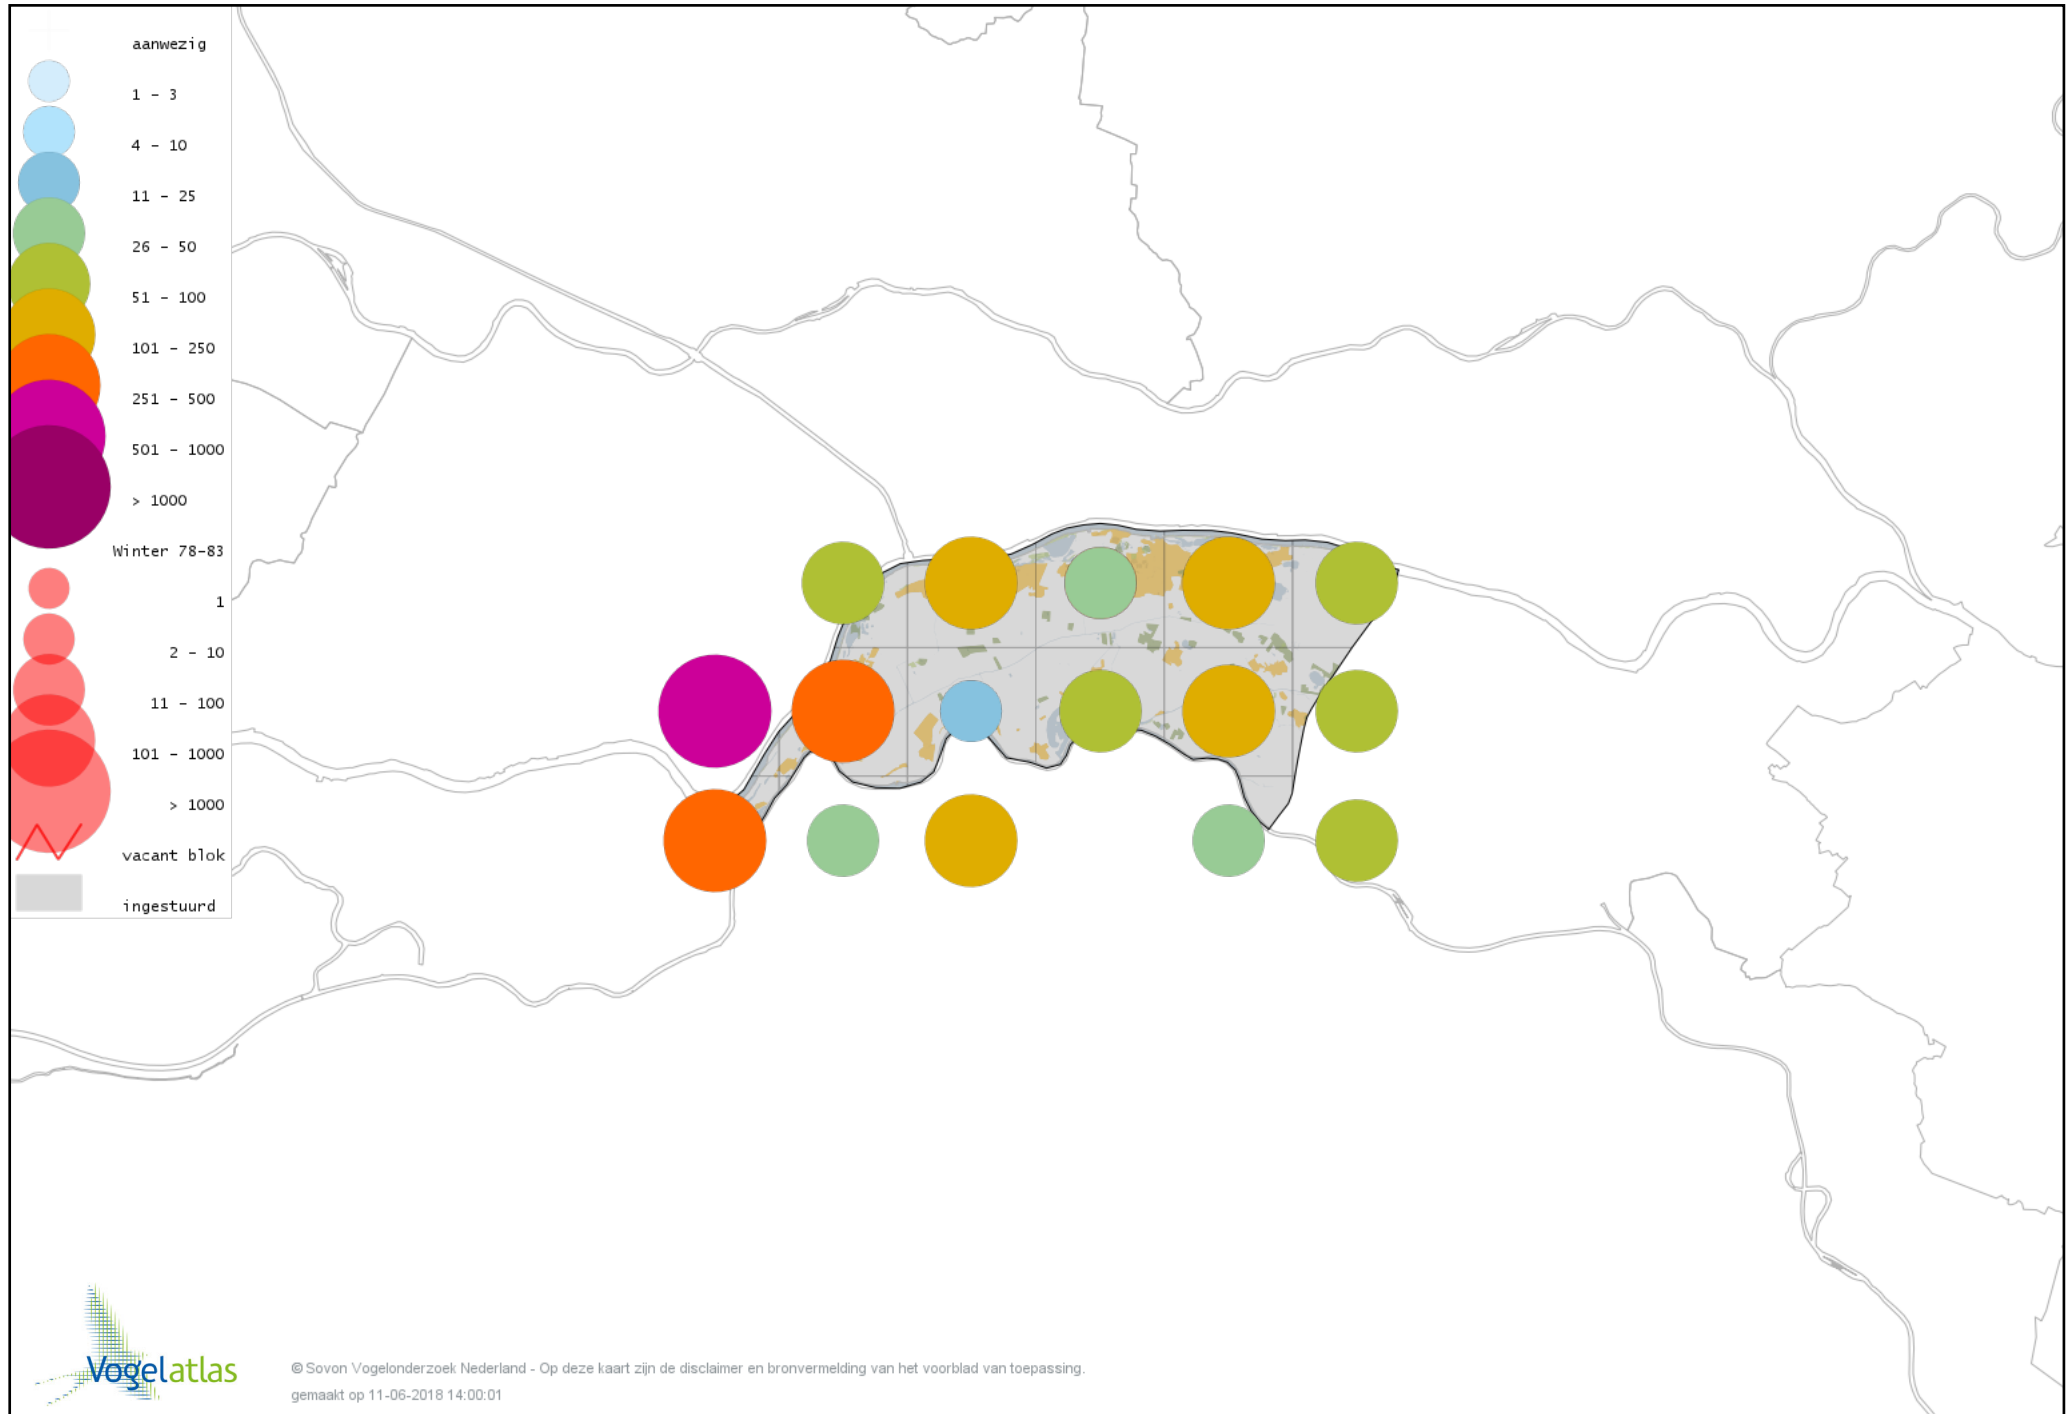 aanwezig
1 - 3
4 - 10
11 - 25
26 - 50
51 - 100
101 - 250
251 - 500
501 - 1000
> 1000
Winter 78-83
1
2 - 10
11 - 100
101 - 1000
> 1000
vacant blok
ingestuurd
Vogelatlas
© Sovon Vogelonderzoek Nederland - Op deze kaart zijn de disclaimer en bronvermelding van het voorblad van toepassing.
gemaakt op 11-06-2018 14:00:01